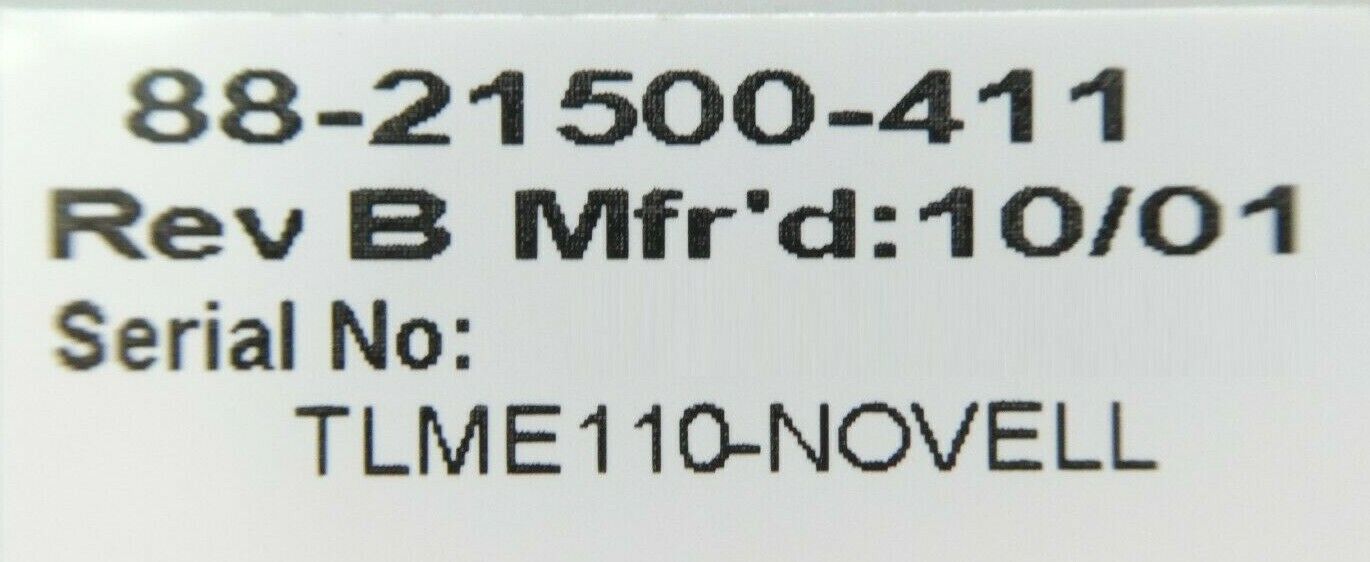 88-21500-411
Rev B Mfr'd:10/01
Serial No:
TLME110-NOVELL